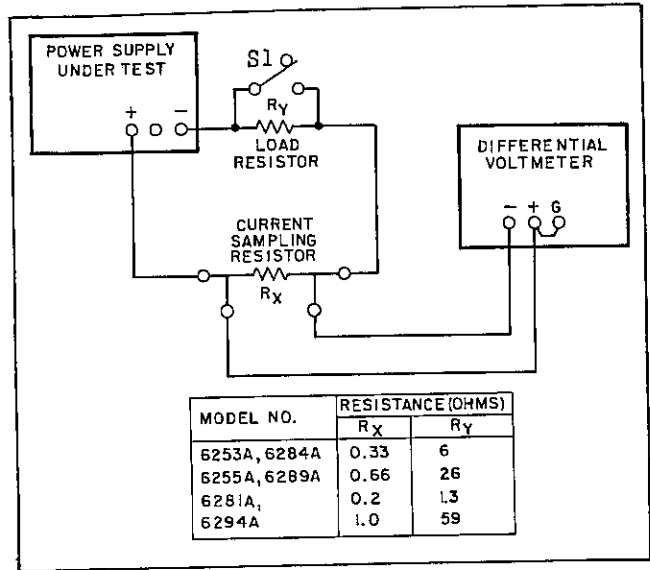 POWER SUPPLY
UNDER TEST
+ -
S1
RY
LOAD
RESISTOR
DIFFERENTIAL
VOLTMETER
- + G
CURRENT
SAMPLING
RESISTOR
RX
MODEL NO. RESISTANCE (OHMS)
RX RY
6253A, 6284A 0.33 6
6255A, 6289A 0.66 26
6281A, 0.2 1.3
6294A 1.0 59